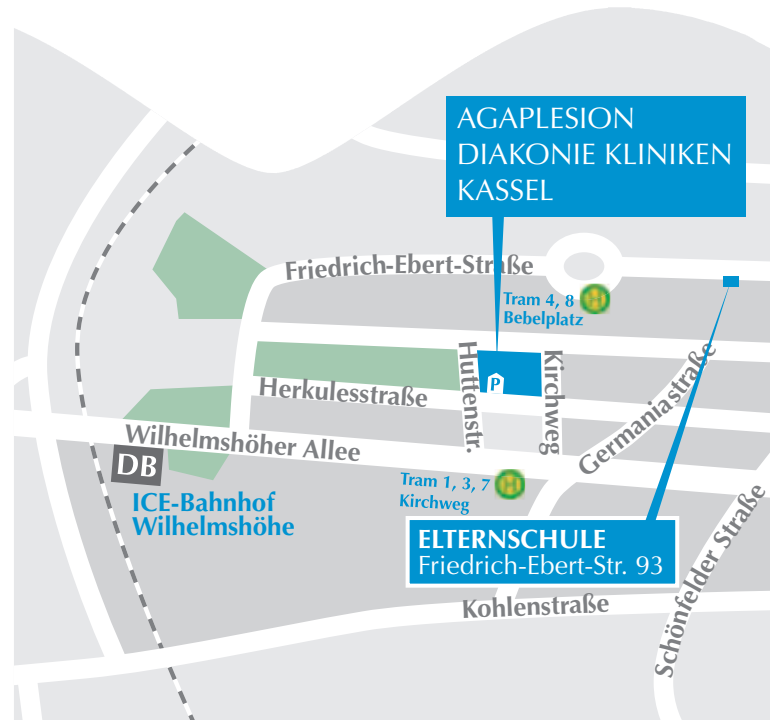 AGAPLESION
DIAKONIE KLINIKEN
KASSEL
Friedrich-Ebert-Straße
Tram 4, 8
Bebelplatz
H
Huttenstr.
Kirchweg
P
Germaniastraße
Herkulesstraße
Wilhelmshöher Allee
DB
ICE-Bahnhof
Wilhelmshöhe
Tram 1, 3, 7
Kirchweg
H
ELTERNSCHULE
Friedrich-Ebert-Str. 93
Schönfelder Straße
Kohlenstraße